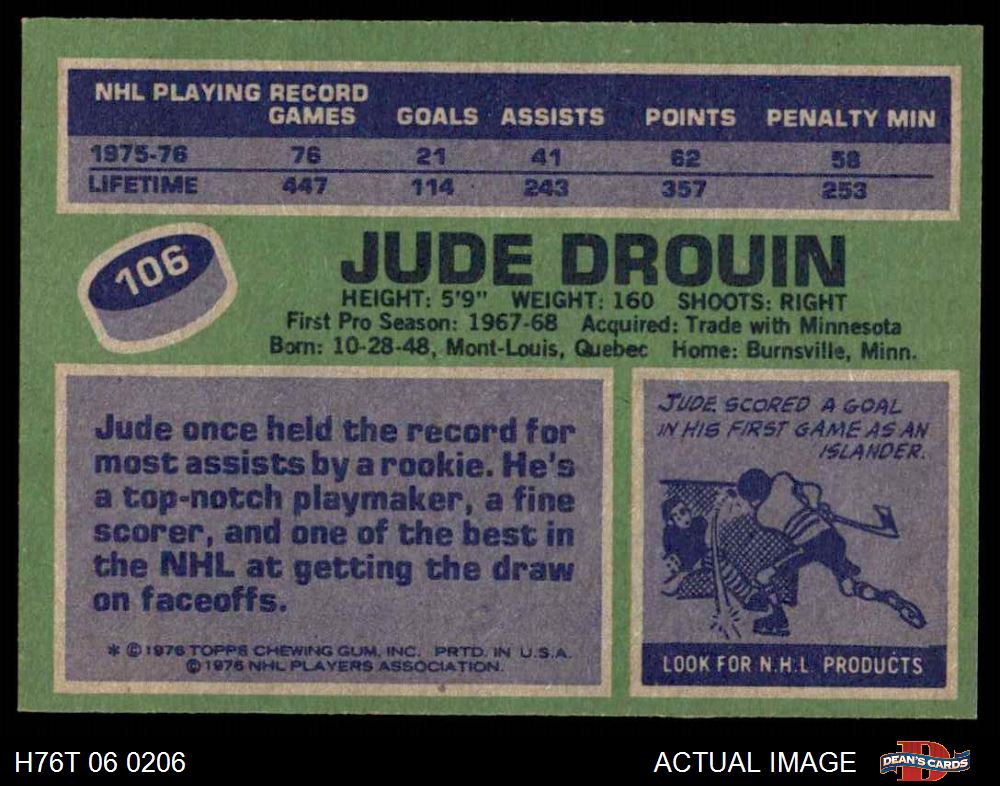 NHL PLAYING RECORD
GAMES GOALS ASSISTS POINTS PENALTY MIN
1975-76 76 21 41 62 58
LIFETIME 447 114 243 357 253
106
JUDE DROUIN
HEIGHT: 5'9" WEIGHT: 160 SHOOTS: RIGHT
First Pro Season: 1967-68 Acquired: Trade with Minnesota
Born: 10-28-48, Mont-Louis, Quebec Home: Burnsville, Minn.
Jude once held the record for
most assists by a rookie. He's
a top-notch playmaker, a fine
scorer, and one of the best in
the NHL at getting the draw
on faceoffs.
* © 1976 TOPPS CHEWING GUM, INC. PRTD. IN U.S.A.
© 1976 NHL PLAYERS ASSOCIATION.
JUDE SCORED A GOAL
IN HIS FIRST GAME AS AN
ISLANDER.
LOOK FOR N.H.L. PRODUCTS
H76T 06 0206 ACTUAL IMAGE
D
DEAN'S CARDS